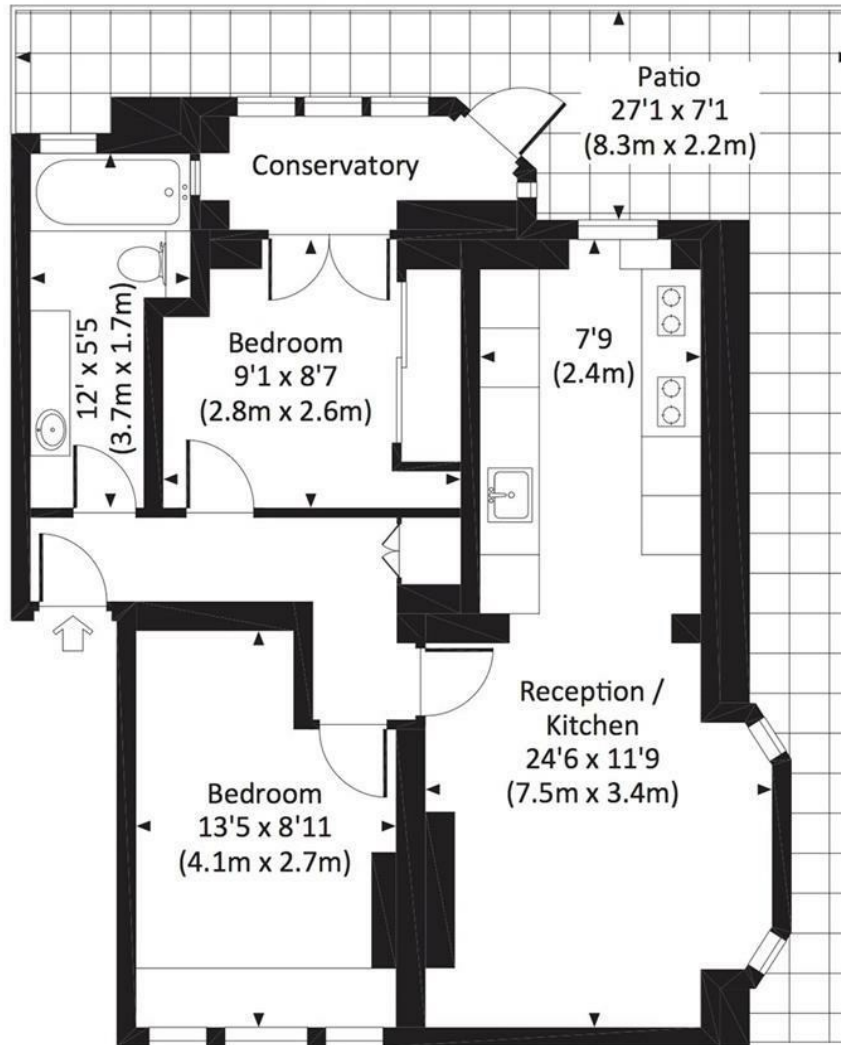 Patio
27'1 x 7'1
(8.3m x 2.2m)
Conservatory
12' x 5'5
(3.7m x 1.7m)
Bedroom
9'1 x 8'7
(2.8m x 2.6m)
7'9
(2.4m)
Reception /
Kitchen
24'6 x 11'9
(7.5m x 3.4m)
Bedroom
13'5 x 8'11
(4.1m x 2.7m)